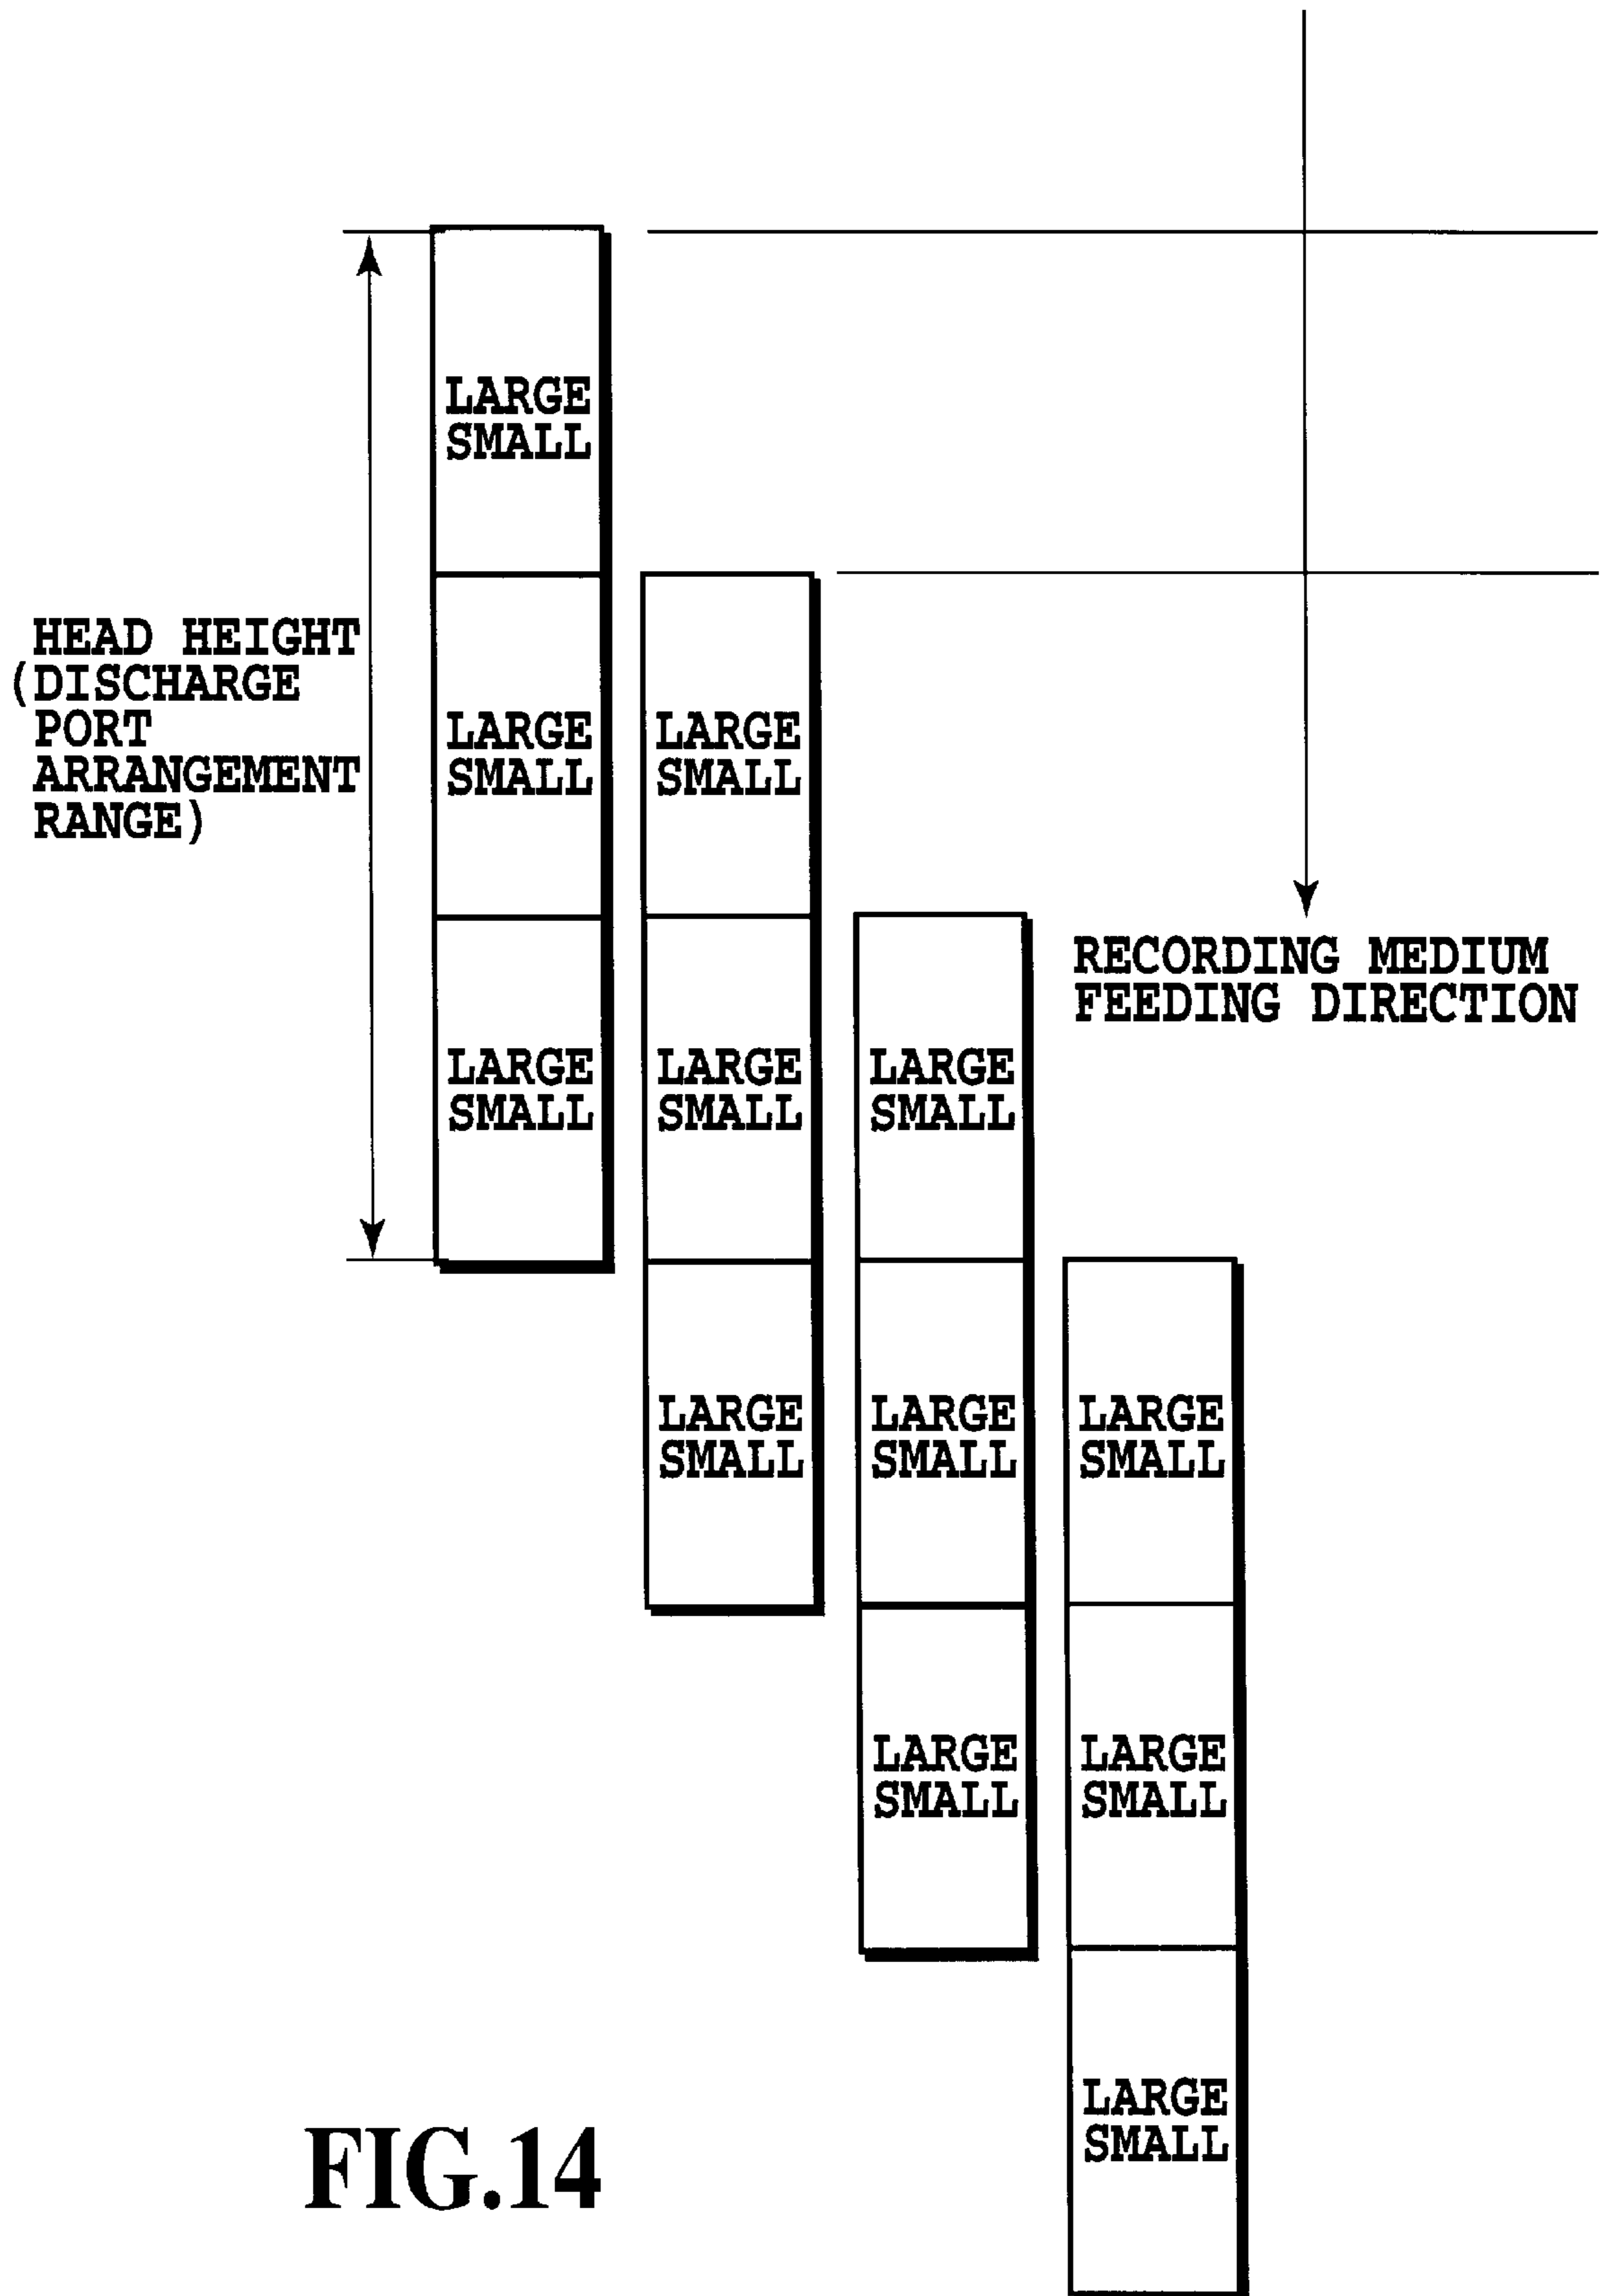 LARGE
SMALL
HEAD HEIGHT
(DISCHARGE
PORT
ARRANGEMENT
RANGE)
LARGE
SMALL
LARGE
SMALL
RECORDING MEDIUM
FEEDING DIRECTION
LARGE
SMALL
LARGE
SMALL
LARGE
SMALL
LARGE
SMALL
LARGE
SMALL
LARGE
SMALL
LARGE
SMALL
LARGE
SMALL
LARGE
SMALL
FIG.14